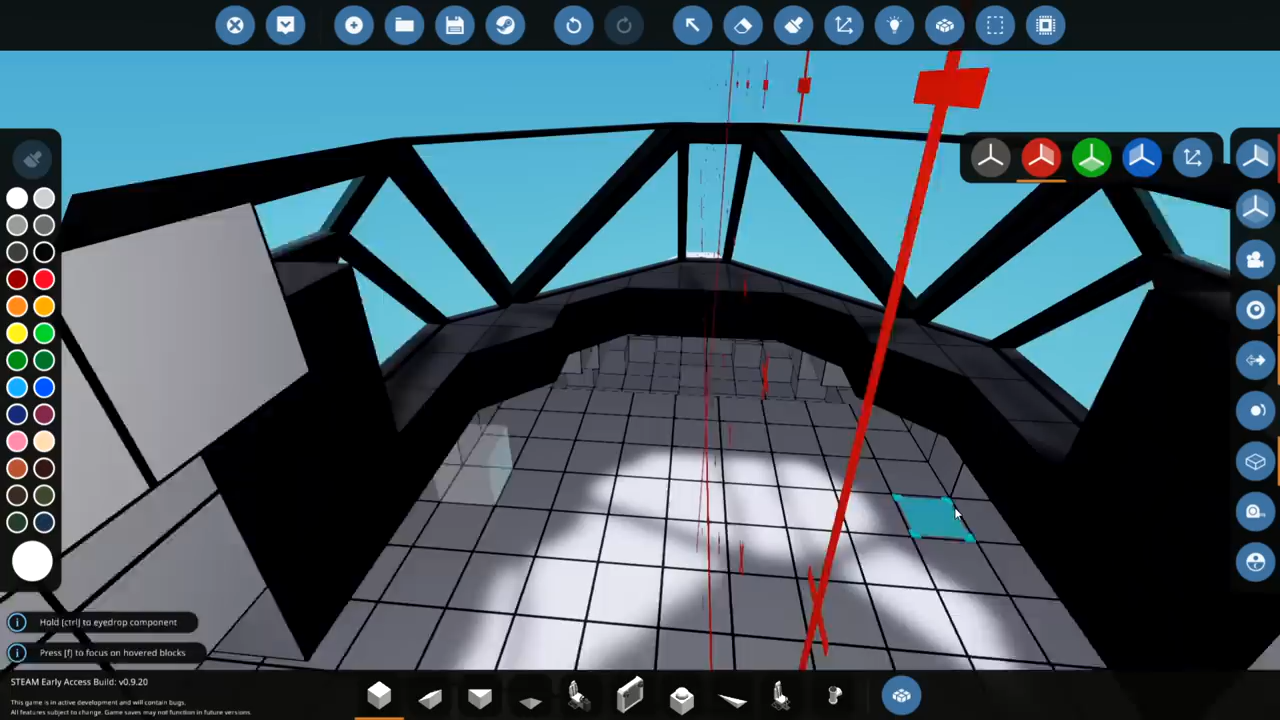 Hold [ctrl] to eyedrop component
Press [f] to focus on hovered blocks
STEAM Early Access Build: v0.9.20
This game is in active development and will contain bugs.
All features subject to change. Game saves may not function in future versions.